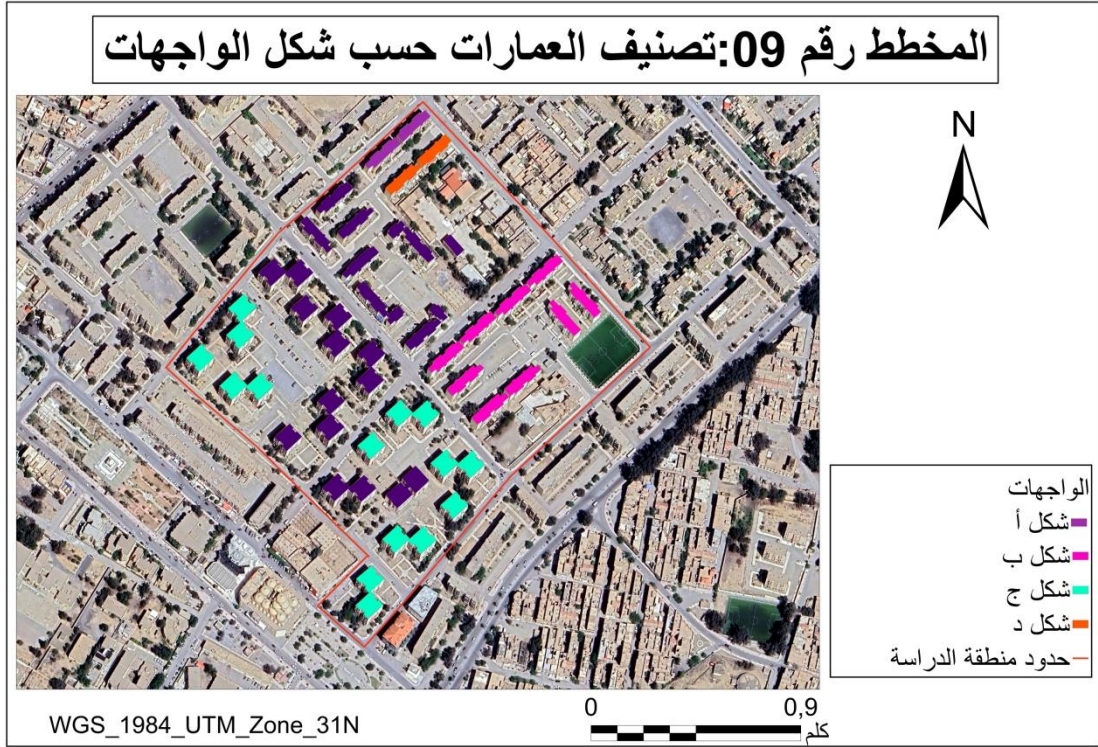 المخطط رقم 09:تصنيف العمارات حسب شكل الواجهات
N
الواجهات
شكل أ
شكل ب
شكل ج
شكل د
حدود منطقة الدراسة
WGS_1984_UTM_Zone_31N
0 0,9
كلم